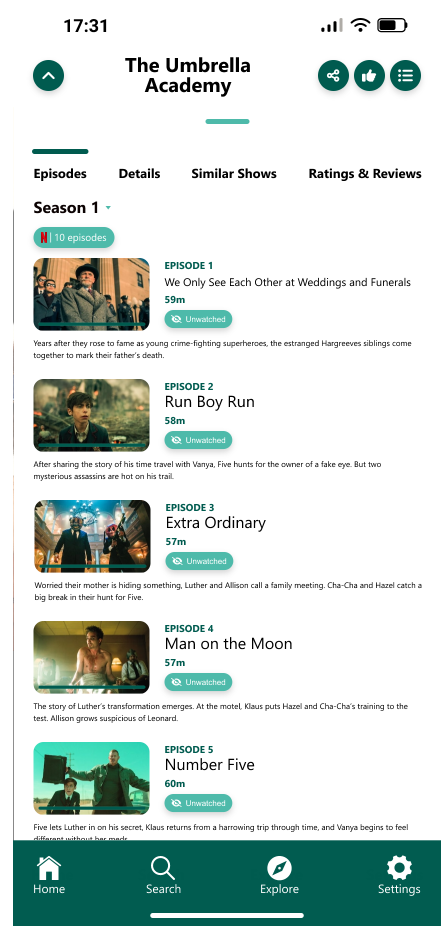 17:31
The Umbrella
Academy
Episodes Details Similar Shows Ratings & Reviews
Season 1
N 10 episodes
EPISODE 1
We Only See Each Other at Weddings and Funerals
59m
Unwatched
Years after they rose to fame as young crime-fighting superheroes, the estranged Hargreeves siblings come
together to mark their father's death.
EPISODE 2
Run Boy Run
58m
Unwatched
After sharing the story of his time travel with Vanya, Five hunts for the owner of a fake eye. But two
mysterious assassins are hot on his trail.
EPISODE 3
Extra Ordinary
57m
Unwatched
Worried their mother is hiding something, Luther and Allison call a family meeting. Cha-Cha and Hazel catch a
big break in their hunt for Five.
EPISODE 4
Man on the Moon
57m
Unwatched
The story of Luther's transformation emerges. At the motel, Klaus puts Hazel and Cha-Cha's training to the
test. Allison grows suspicious of Leonard.
EPISODE 5
Number Five
60m
Unwatched
Five lets Luther in on his secret, Klaus returns from a harrowing trip through time, and Vanya begins to feel
different without her meds.
Home Search Explore Settings